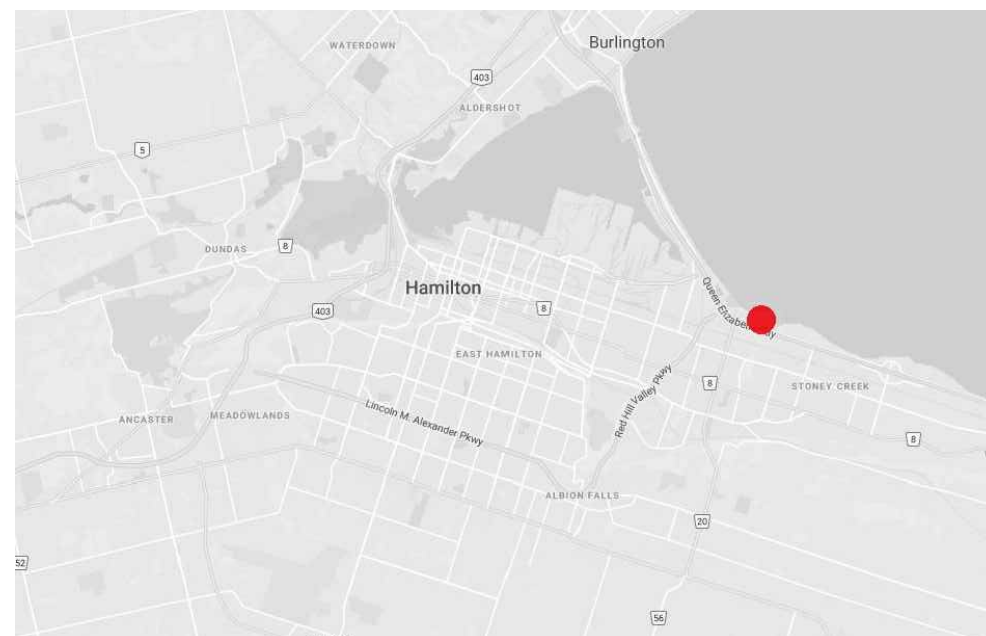 Burlington
WATERDOWN
403
ALDERSHOT
5
DUNDAS
8
Hamilton
403
8
Queen Elizabeth Way
EAST HAMILTON
8
STONEY CREEK
Red Hill Valley Pkwy
Lincoln M. Alexander Pkwy
ANCASTER
MEADOWLANDS
8
ALBION FALLS
20
52
56